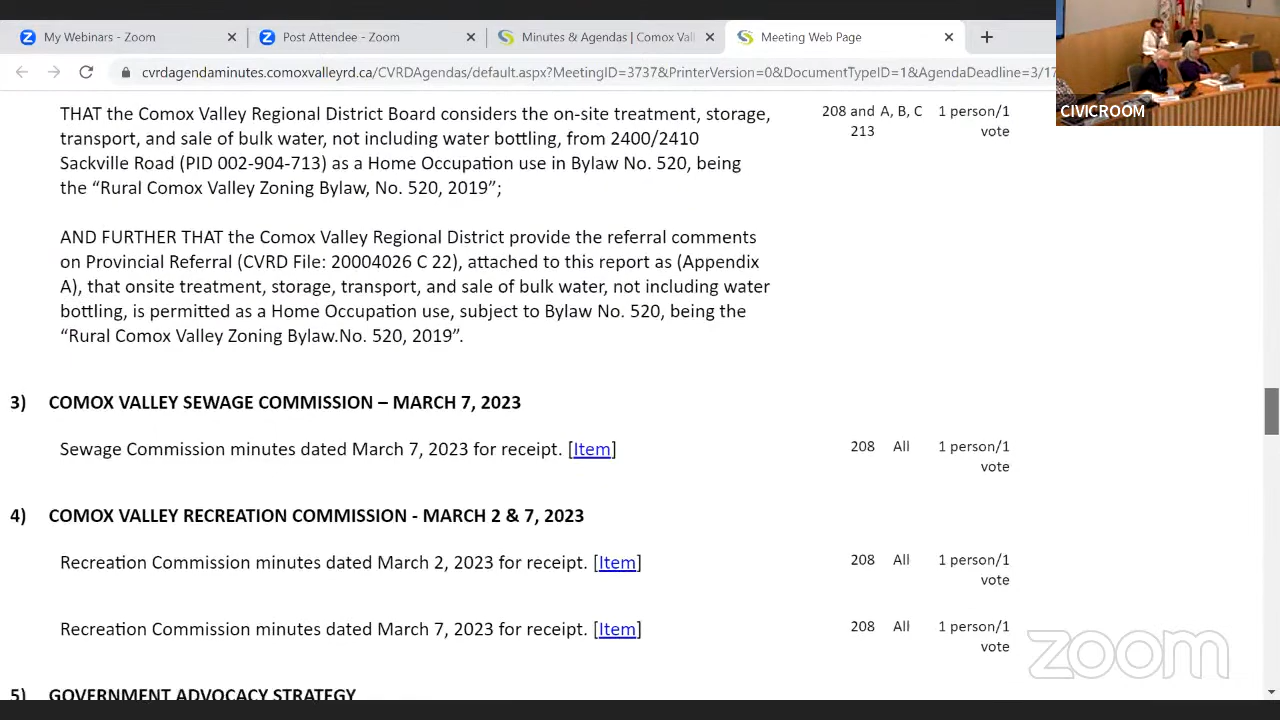 My Webinars - Zoom
Post Attendee - Zoom
Minutes & Agendas | Comox Val
Meeting Web Page
cvrdagendaminutes.comoxvalleyrd.ca/CVRDAgendas/default.aspx?MeetingID=3737&PrinterVersion=0&DocumentTypeID=1&AgendaDeadline=3/17
CIVICROOM
THAT the Comox Valley Regional District Board considers the on-site treatment, storage, 208 and A, B, C 1 person/1
transport, and sale of bulk water, not including water bottling, from 2400/2410 213 vote
Sackville Road (PID 002-904-713) as a Home Occupation use in Bylaw No. 520, being
the “Rural Comox Valley Zoning Bylaw, No. 520, 2019”;
AND FURTHER THAT the Comox Valley Regional District provide the referral comments
on Provincial Referral (CVRD File: 20004026 C 22), attached to this report as (Appendix
A), that onsite treatment, storage, transport, and sale of bulk water, not including water
bottling, is permitted as a Home Occupation use, subject to Bylaw No. 520, being the
“Rural Comox Valley Zoning Bylaw.No. 520, 2019”.
3) COMOX VALLEY SEWAGE COMMISSION – MARCH 7, 2023
Sewage Commission minutes dated March 7, 2023 for receipt. [Item] 208 All 1 person/1
vote
4) COMOX VALLEY RECREATION COMMISSION - MARCH 2 & 7, 2023
Recreation Commission minutes dated March 2, 2023 for receipt. [Item] 208 All 1 person/1
vote
Recreation Commission minutes dated March 7, 2023 for receipt. [Item] 208 All 1 person/1
vote
zoom
5) GOVERNMENT ADVOCACY STRATEGY